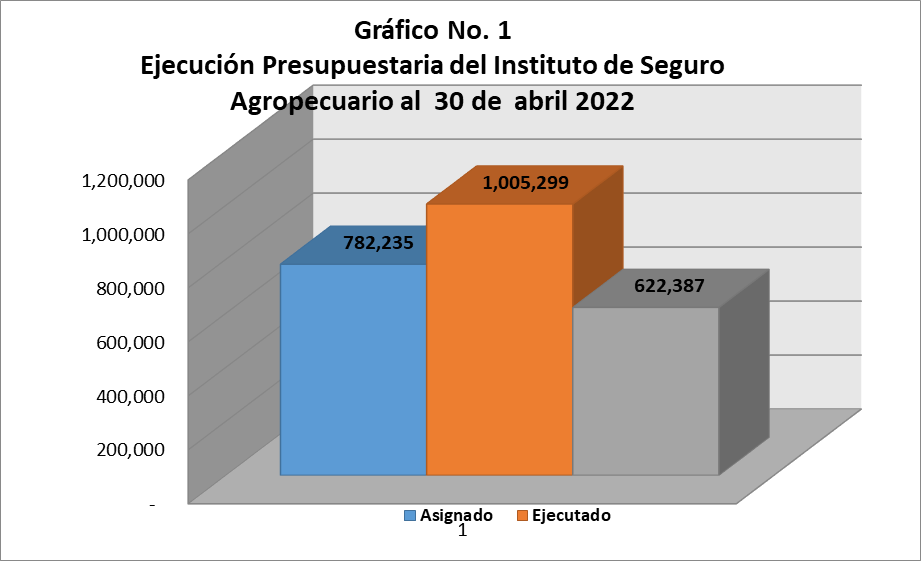 Gráfico No. 1
Ejecución Presupuestaria del Instituto de Seguro
Agropecuario al 30 de abril 2022
1,200,000
1,000,000
800,000
600,000
400,000
200,000
-
782,235
1,005,299
622,387
Asignado Ejecutado
1